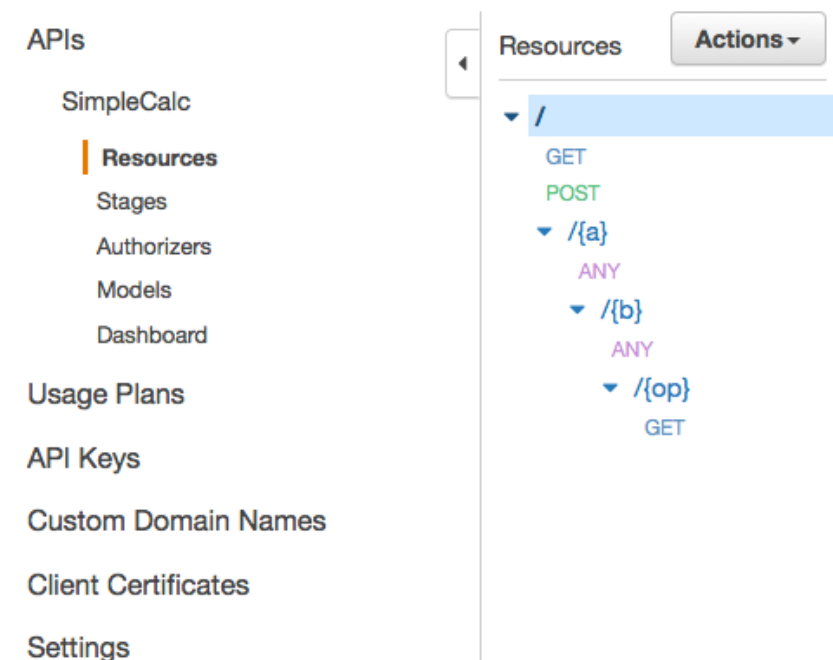 APIs
SimpleCalc
Resources
Stages
Authorizers
Models
Dashboard
Usage Plans
API Keys
Custom Domain Names
Client Certificates
Settings
Resources
Actions
/
GET
POST
/{a}
ANY
/{b}
ANY
/{op}
GET